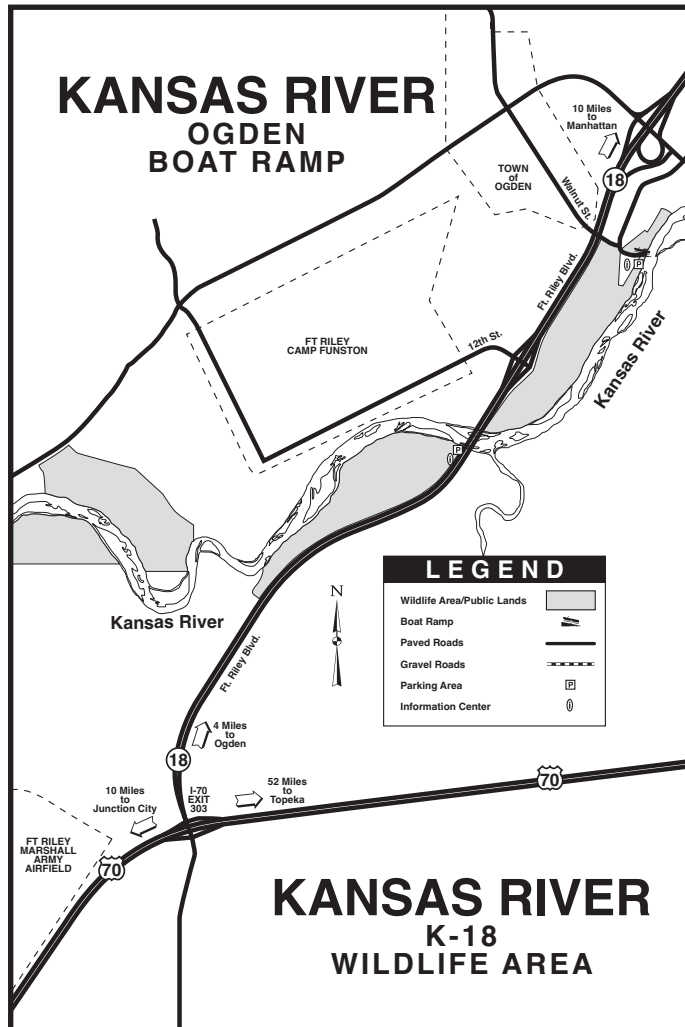 KANSAS RIVER
OGDEN
BOAT RAMP
10 Miles
to
Manhattan
18
TOWN
of
OGDEN
Walnut St.
P
Ft. Riley Blvd.
Kansas River
FT RILEY
CAMP FUNSTON
12th St.
P
Kansas River
N
LEGEND
Wildlife Area/Public Lands
Boat Ramp
Paved Roads
Gravel Roads
Parking Area
P
Information Center
Ft. Riley Blvd.
4 Miles
to
Ogden
18
10 Miles
to
Junction City
I-70
EXIT
303
52 Miles
to
Topeka
70
FT RILEY
MARSHALL
ARMY
AIRFIELD
70
KANSAS RIVER
K-18
WILDLIFE AREA